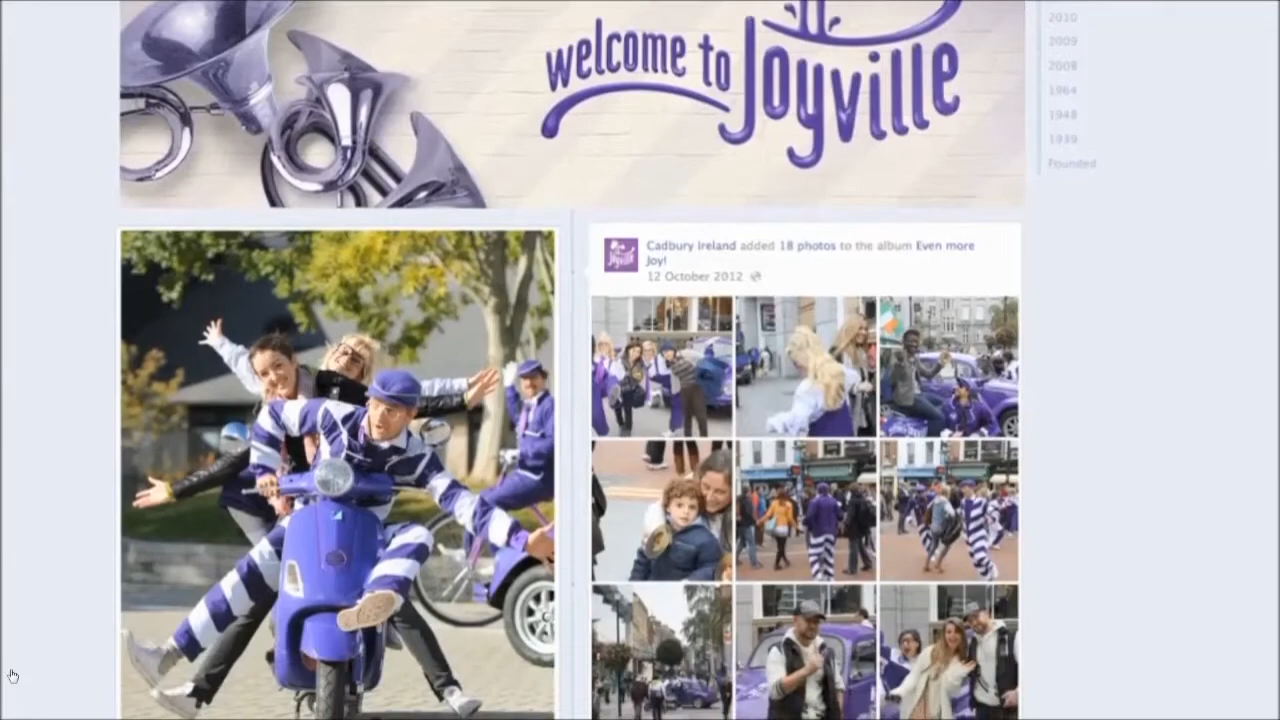 welcome to Joyville
2010
2009
2008
1964
1948
1939
Founded
Joyville
Cadbury Ireland added 18 photos to the album Even more
Joy!
12 October 2012